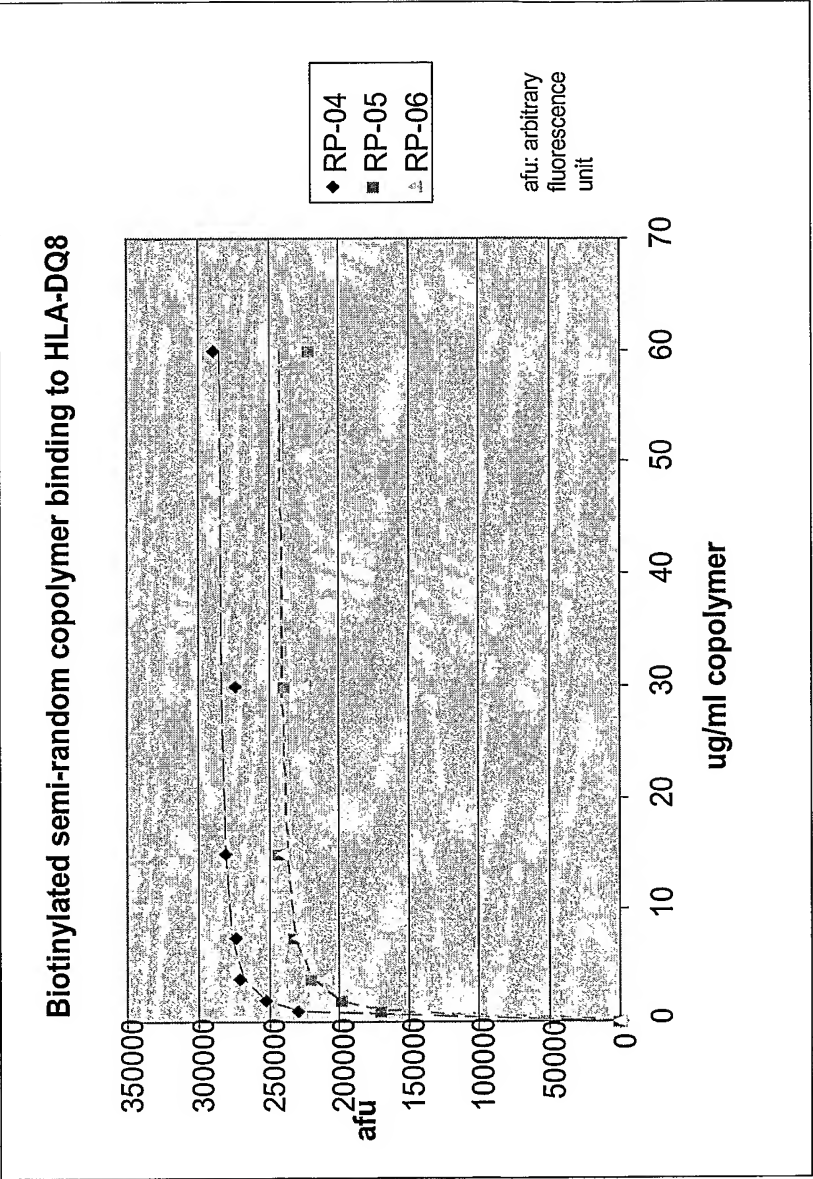 Biotinylated semi-random copolymer binding to HLA-DQ8
350000
300000
250000
200000
150000
100000
50000
0
afu
0
10
20
30
40
50
60
70
ug/ml copolymer
RP-04
RP-05
RP-06
afu: arbitrary
fluorescence
unit